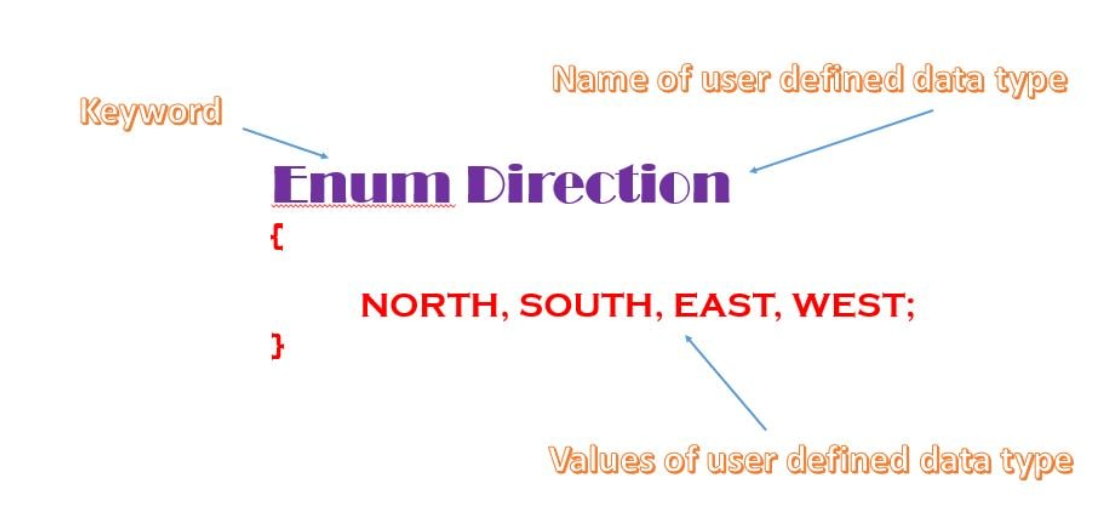 Name of user defined data type
Keyword
Enum Direction
{
NORTH, SOUTH, EAST, WEST;
}
Values of user defined data type